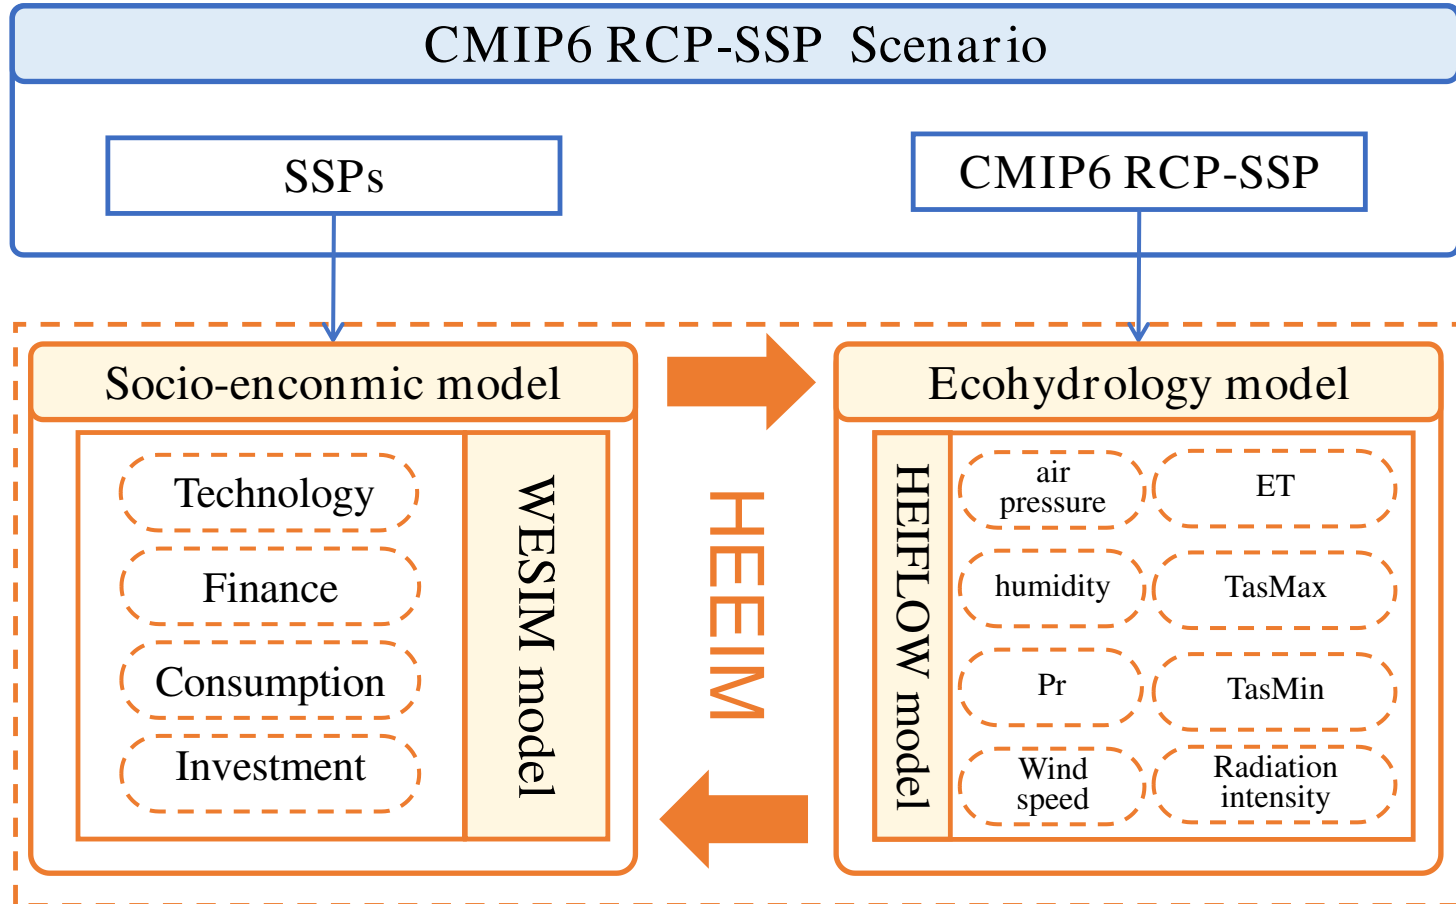 CMIP6 RCP-SSP Scenario
SSPs
CMIP6 RCP-SSP
Socio-enconmic model
Technology
Finance
Consumption
Investment
WESIM model
HEEIM
Ecohydrology model
HEIFLOW model
air
pressure
ET
humidity
TasMax
Pr
TasMin
Wind
speed
Radiation
intensity